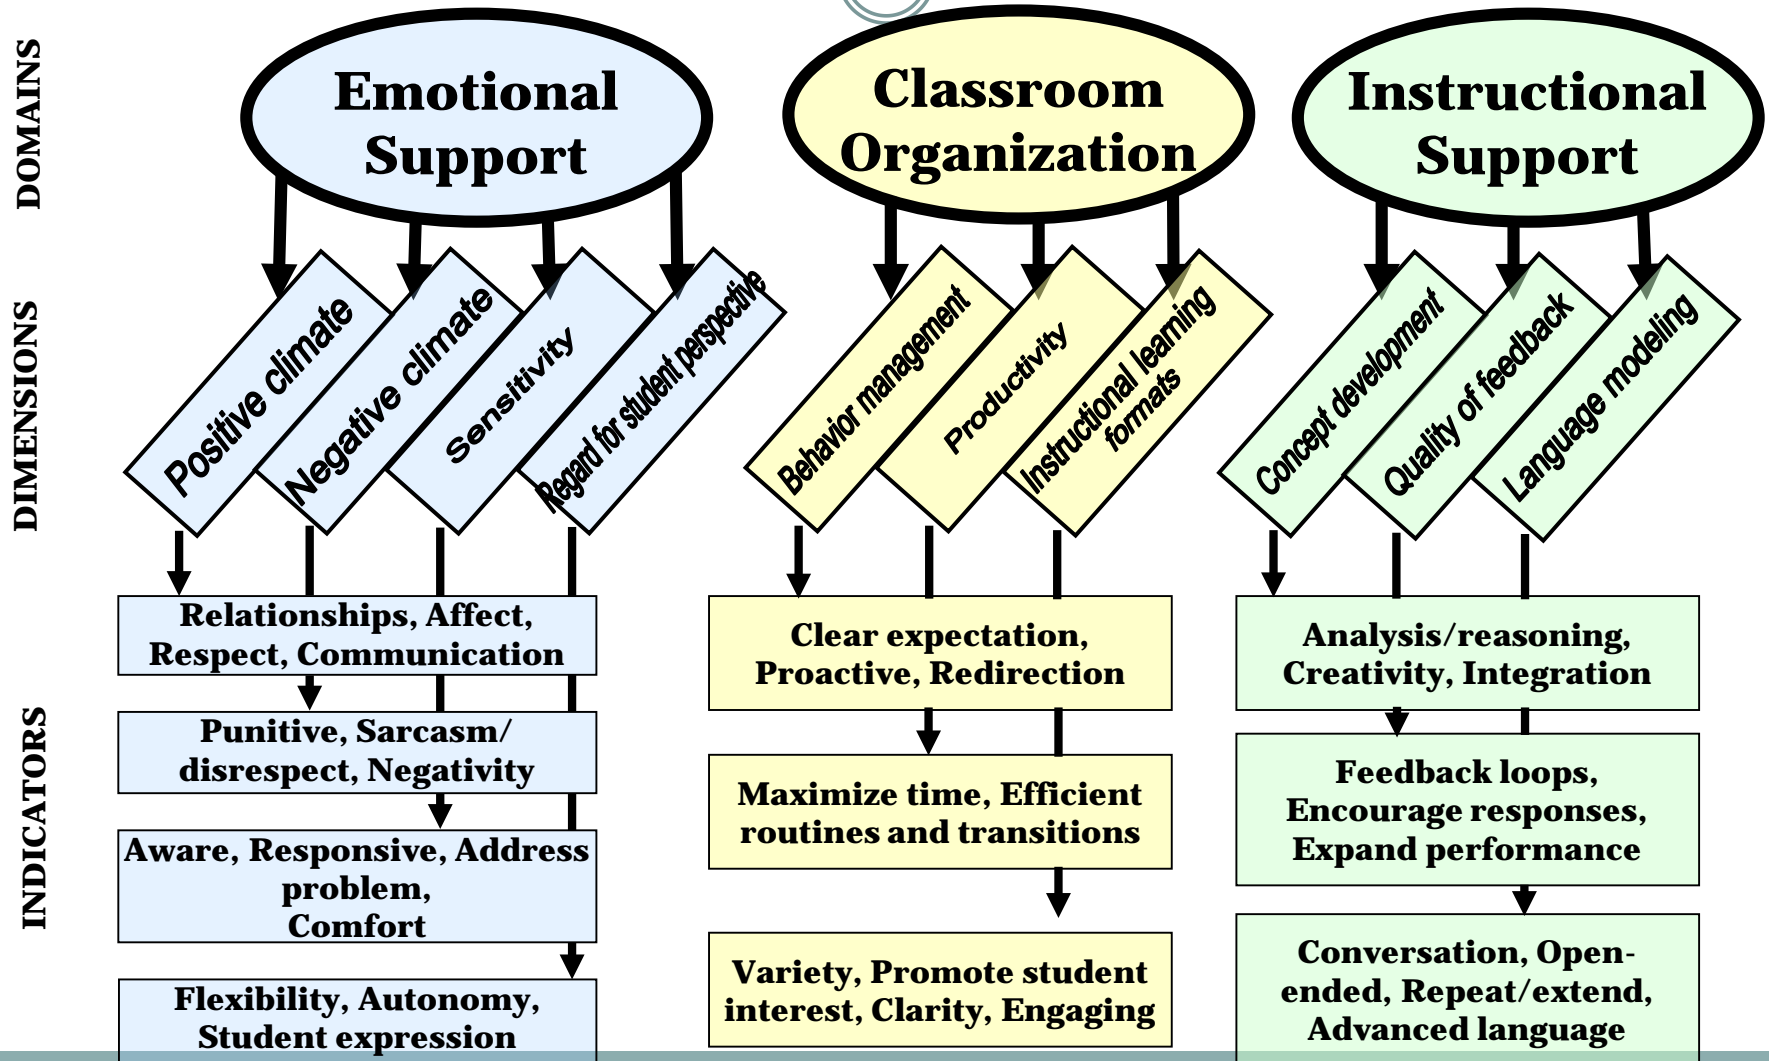 DOMAINS
Emotional
Support
Classroom
Organization
Instructional
Support
DIMENSIONS
Positive climate
Negative climate
Sensitivity
Regard for student perspective
Behavior management
Productivity
Instructional learning
formats
Concept development
Quality of feedback
Language modeling
INDICATORS
Relationships, Affect,
Respect, Communication
Punitive, Sarcasm/
disrespect, Negativity
Aware, Responsive, Address
problem,
Comfort
Flexibility, Autonomy,
Student expression
Clear expectation,
Proactive, Redirection
Maximize time, Efficient
routines and transitions
Variety, Promote student
interest, Clarity, Engaging
Analysis/reasoning,
Creativity, Integration
Feedback loops,
Encourage responses,
Expand performance
Conversation, Open-
ended, Repeat/extend,
Advanced language